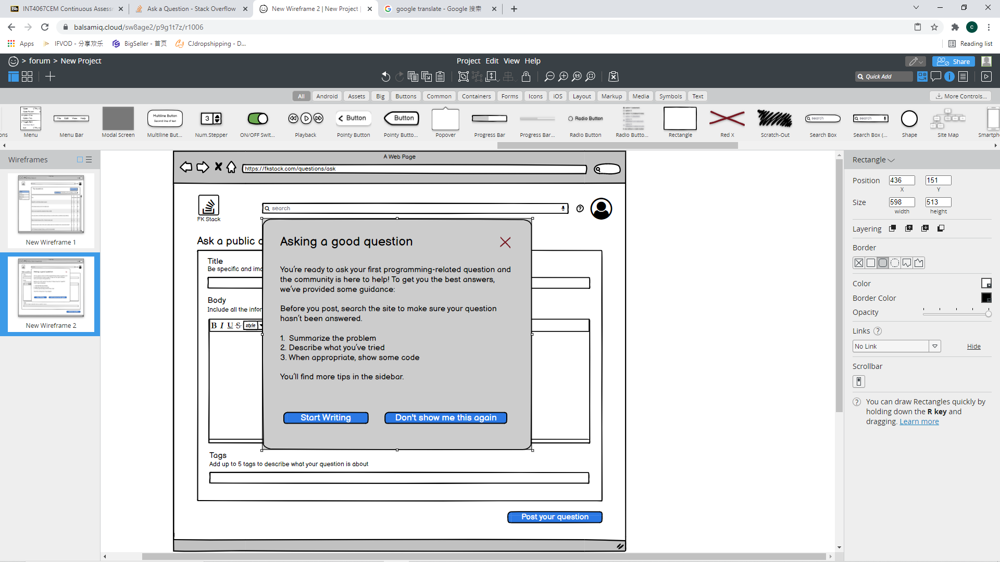 INT4067CEM Continuous Assess
Ask a Question - Stack Overflow
New Wireframe 2 | New Project |
google translate - Google 搜索
balsamiq.cloud/sw8age2/p9g1t7z/r1006
Apps
IFVOD - 分享欢乐
BigSeller - 首页
CJdropshipping - D...
Reading list
> forum > New Project
Project Edit View Help
Share
Quick Add
All Android Assets Big Buttons Common Containers Forms Icons iOS Layout Markup Media Symbols Text
More Controls...
ons
Menu
File Edit View Help
Menu Bar
Modal Screen
Multiline Button
Second line of text
Multiline But...
3
Num.Stepper
ON/OFF Swit...
Playback
Button
Pointy Button
Button
Pointy Butto...
Popover
Progress Bar
Progress Bar...
Radio Button
Radio Button
Radio Butto...
Rectangle
Red X
Scratch-Out
search
Search Box
search
Search Box (...
Shape
Site Map
Smartph
Wireframes
New Wireframe 1
New Wireframe 2
A Web Page
https://fkstack.com/questions/ask
FK Stack
search
Ask a public q
Title
Be specific and ima
Body
Include all the infor
B I U S style
Asking a good question
You're ready to ask your first programming-related question and
the community is here to help! To get you the best answers,
we've provided some guidance:
Before you post, search the site to make sure your question
hasn't been answered.
1. Summarize the problem
2. Describe what you've tried
3. When appropriate, show some code
You'll find more tips in the sidebar.
Start Writing
Don't show me this again
Tags
Add up to 5 tags to describe what your question is about
Post your question
Rectangle
Position 436 151
X Y
Size 598 513
width height
Layering
Border
Color
Border Color
Opacity
Links ?
No Link
Hide
Scrollbar
? You can draw Rectangles quickly by
holding down the R key and
dragging. Learn more